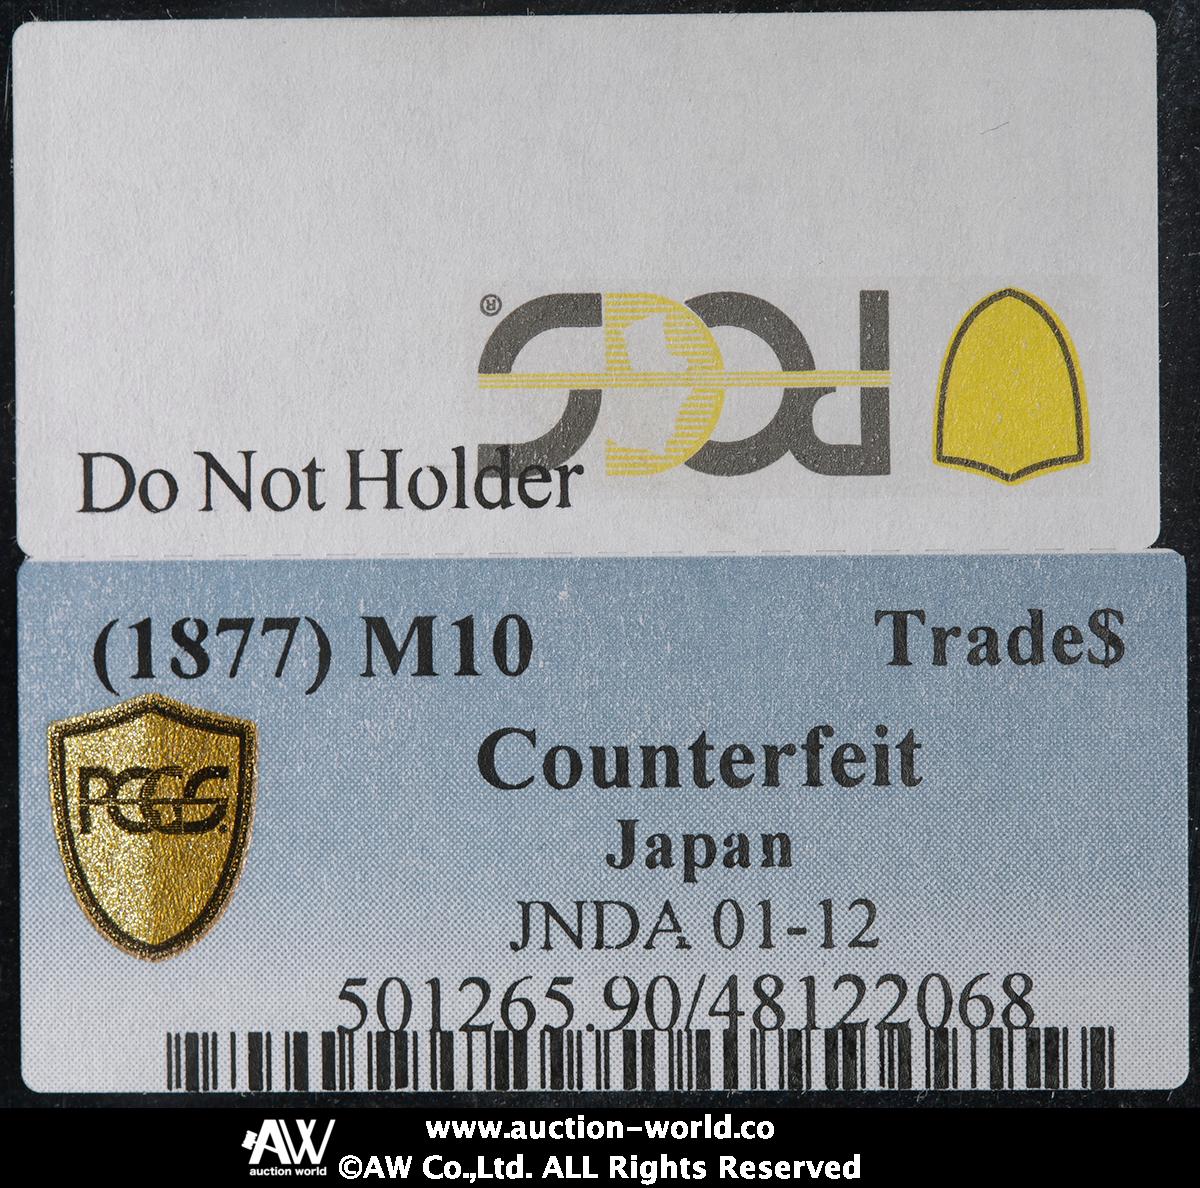 PCGS®
Do Not Holder
(1877) M10 Trade$
PCGS
Counterfeit
Japan
JNDA 01-12
501265.90/48122068
AW
auction world
www.auction-world.co
©AW Co.,Ltd. ALL Rights Reserved